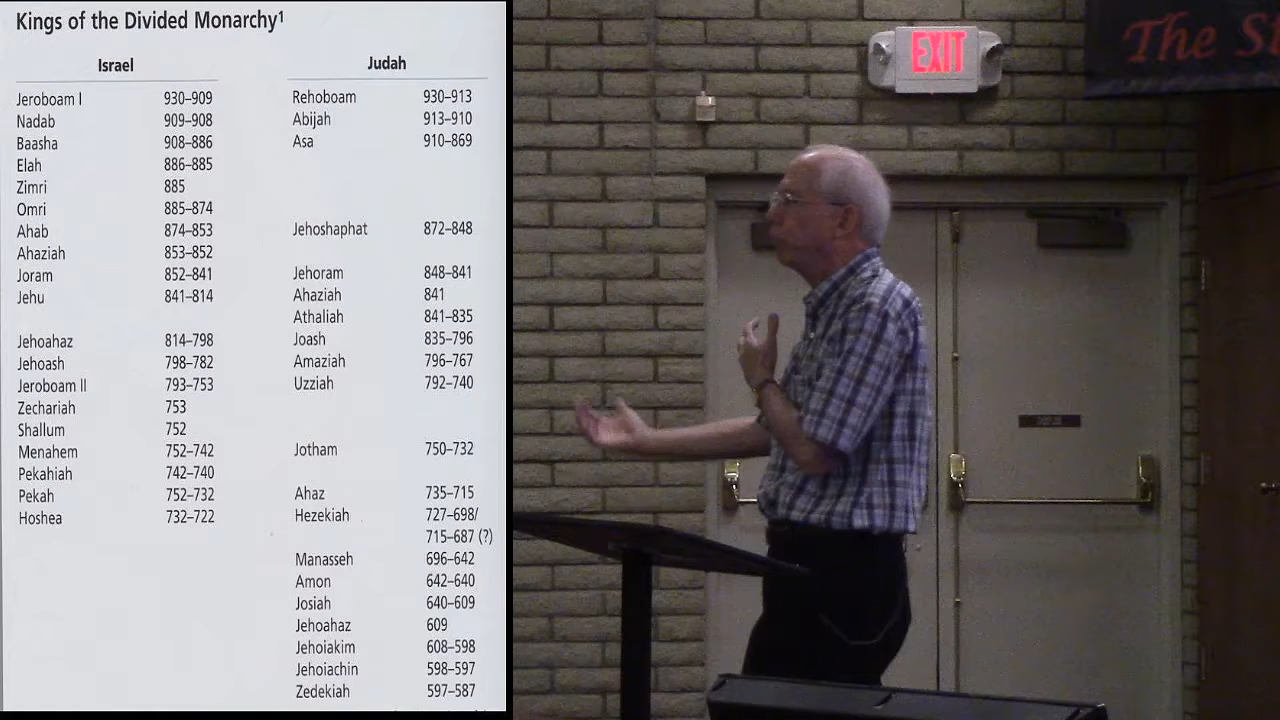 Kings of the Divided Monarchy¹
Israel
Jeroboam I 930–909
Nadab 909–908
Baasha 908–886
Elah 886–885
Zimri 885
Omri 885–874
Ahab 874–853
Ahaziah 853–852
Joram 852–841
Jehu 841–814
Jehoahaz 814–798
Jehoash 798–782
Jeroboam II 793–753
Zechariah 753
Shallum 752
Menahem 752–742
Pekahiah 742–740
Pekah 752–732
Hoshea 732–722
Judah
Rehoboam 930–913
Abijah 913–910
Asa 910–869
Jehoshaphat 872–848
Jehoram 848–841
Ahaziah 841
Athaliah 841–835
Joash 835–796
Amaziah 796–767
Uzziah 792–740
Jotham 750–732
Ahaz 735–715
Hezekiah 727–698/
715–687 (?)
Manasseh 696–642
Amon 642–640
Josiah 640–609
Jehoahaz 609
Jehoiakim 608–598
Jehoiachin 598–597
Zedekiah 597–587
EXIT
The